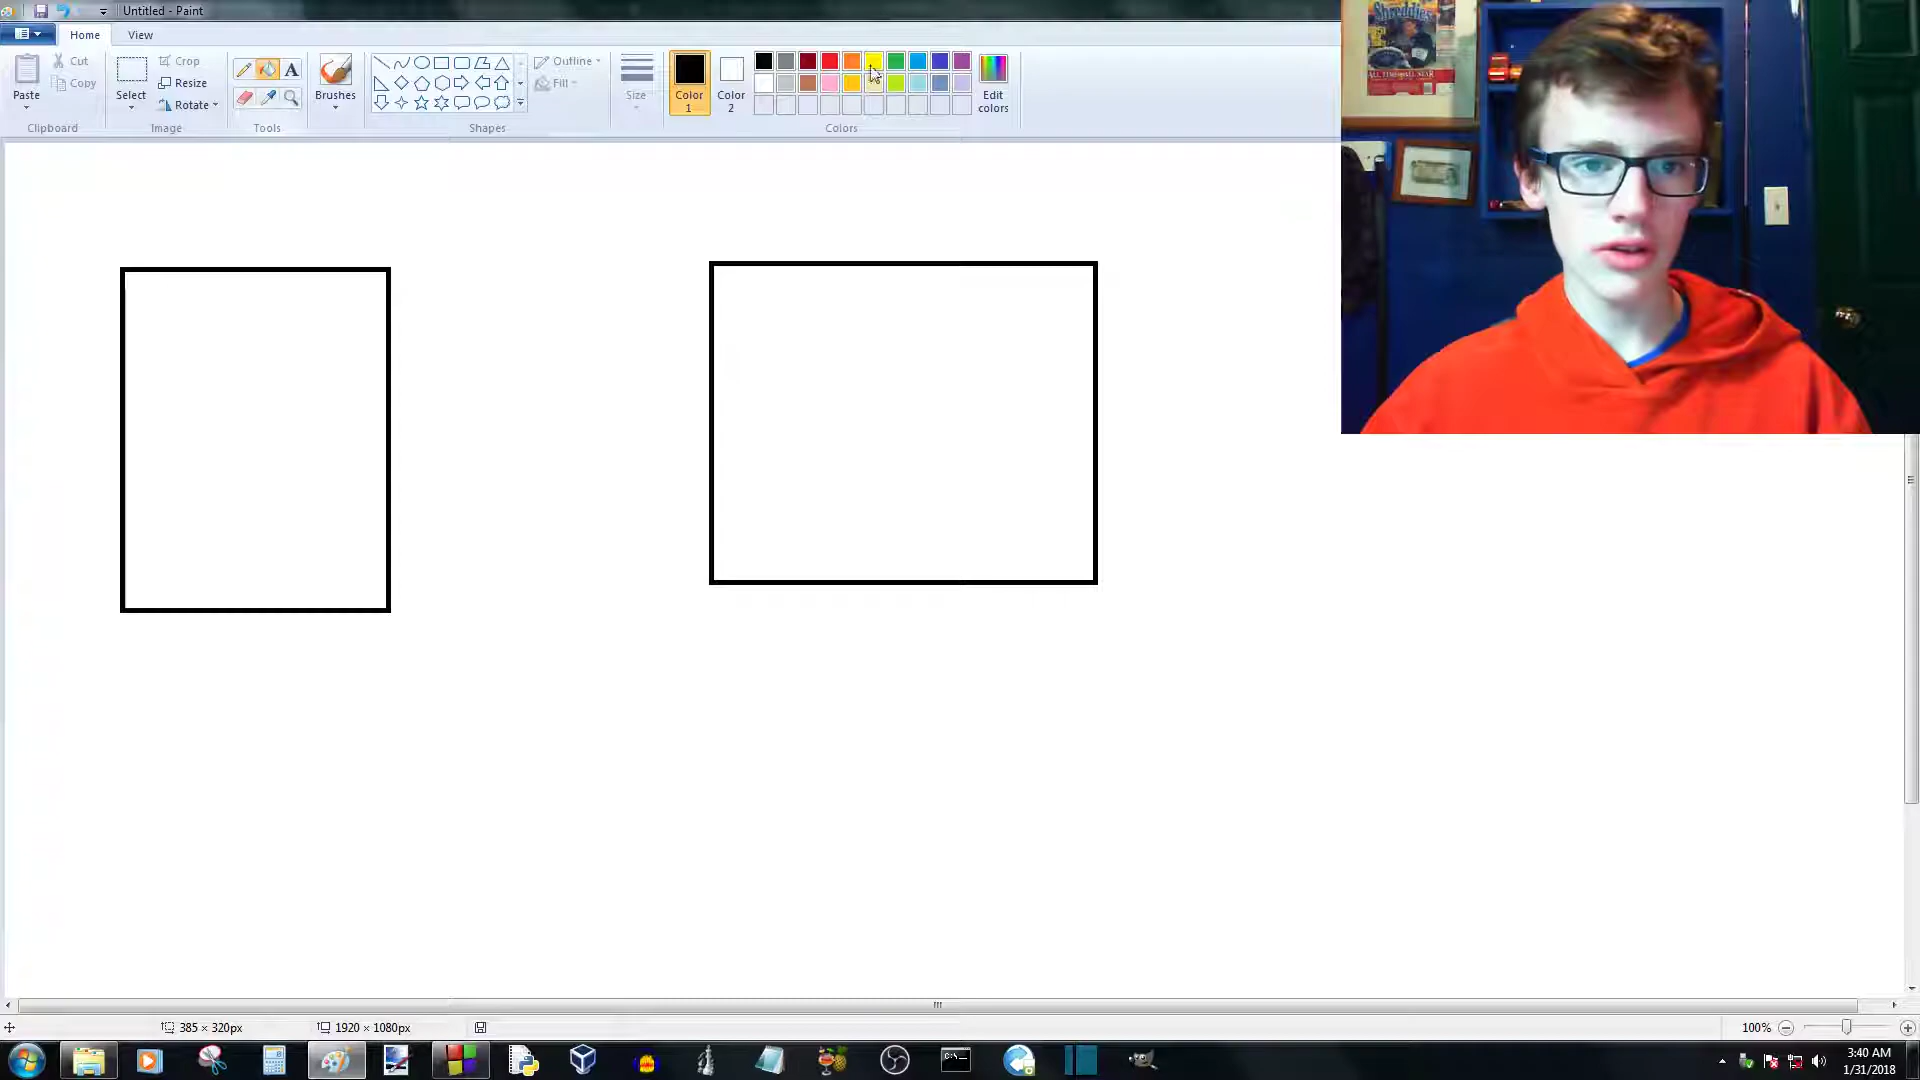 Untitled - Paint
Home
View
Paste
Cut
Copy
Clipboard
Select
Crop
Resize
Rotate
Image
Tools
Brushes
Shapes
Outline
Fill
Size
Color
1
Color
2
Colors
Edit
colors
Shreddies
385 × 320px
1920 × 1080px
100%
C:\_
3:40 AM
1/31/2018